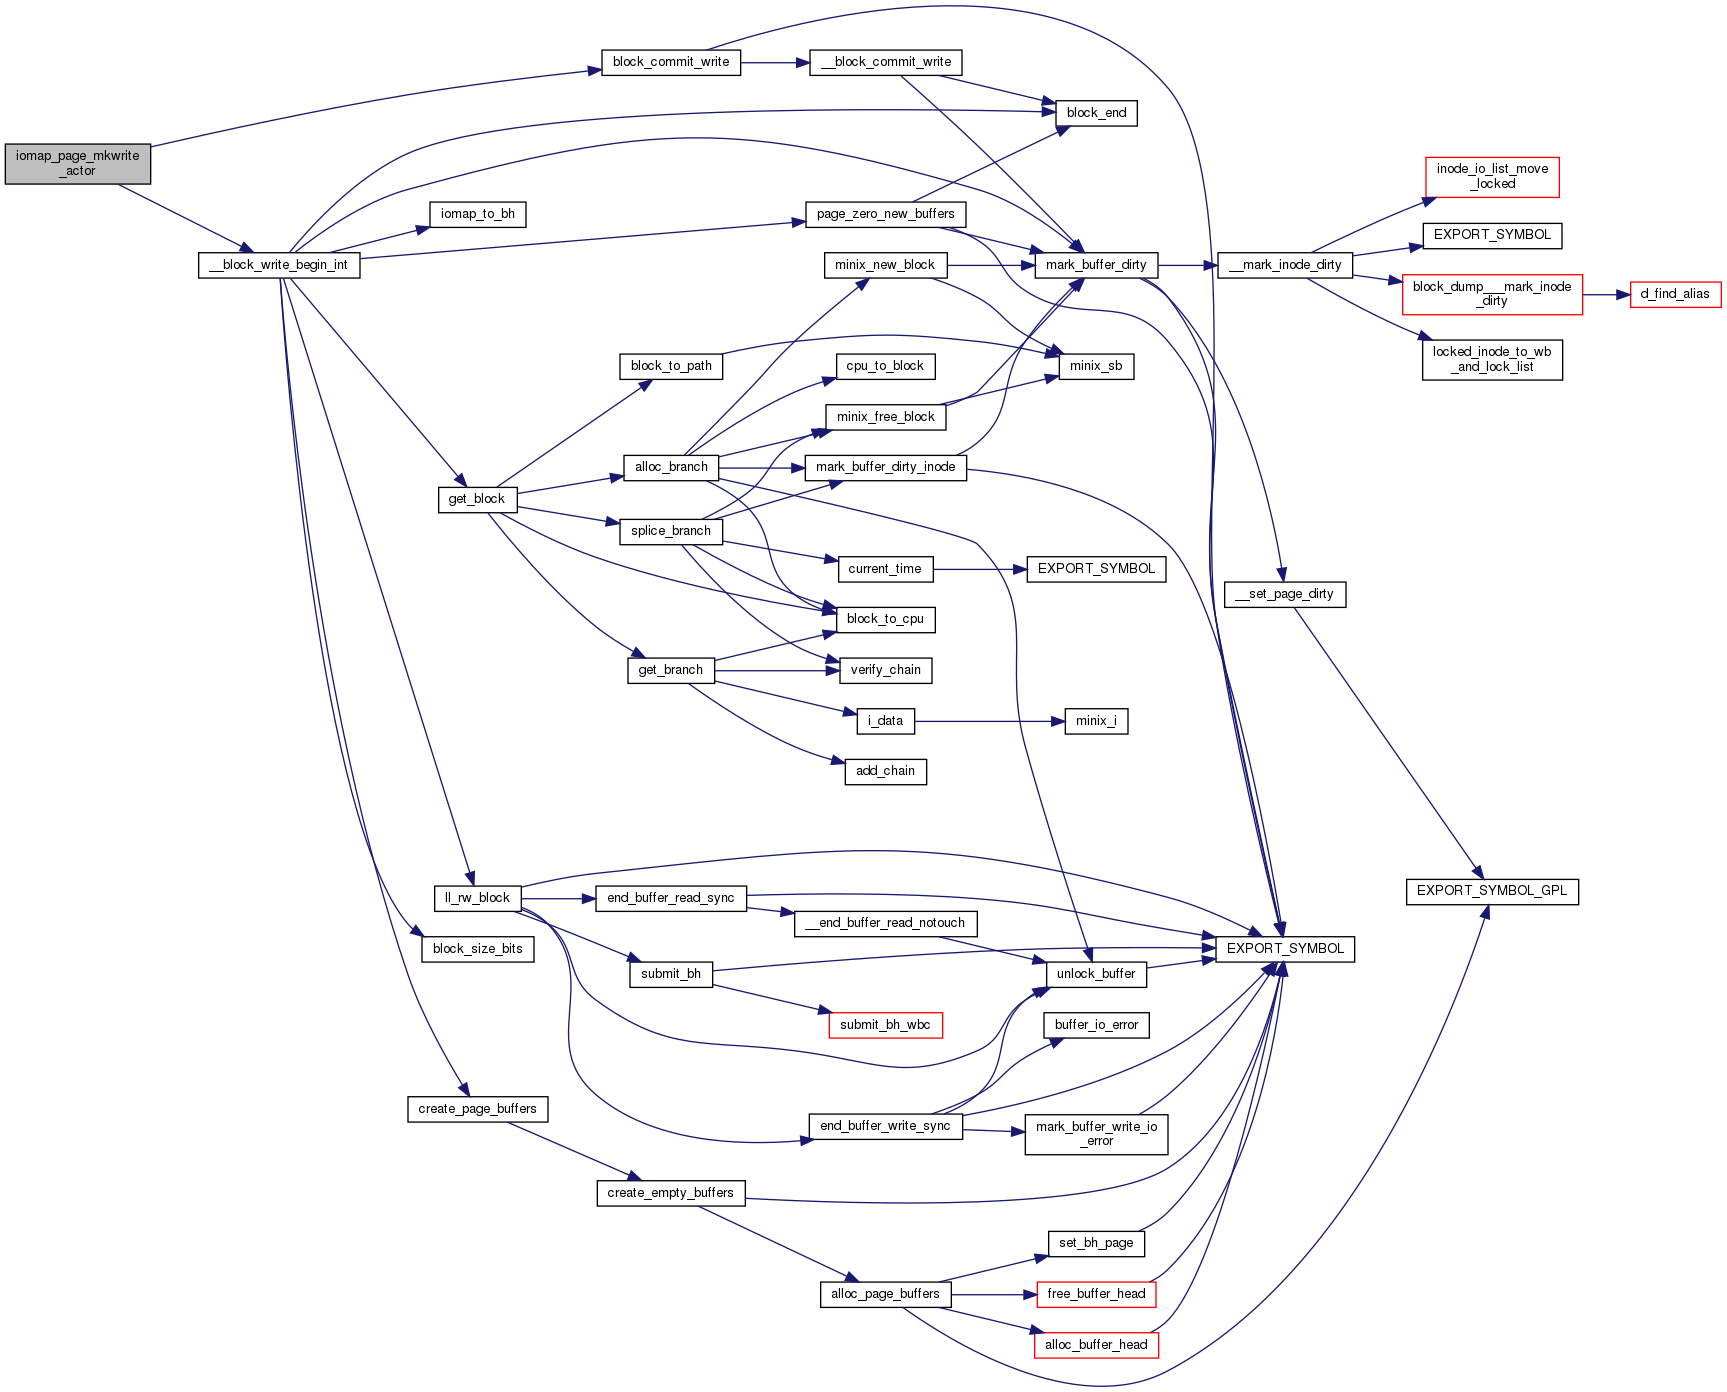 iomap_page_mkwrite
_actor
block_commit_write
__block_commit_write
block_end
__block_write_begin_int
iomap_to_bh
page_zero_new_buffers
minix_new_block
mark_buffer_dirty
__mark_inode_dirty
inode_io_list_move
_locked
EXPORT_SYMBOL
block_dump___mark_inode
_dirty
d_find_alias
locked_inode_to_wb
_and_lock_list
block_to_path
cpu_to_block
minix_sb
minix_free_block
alloc_branch
mark_buffer_dirty_inode
get_block
splice_branch
current_time
EXPORT_SYMBOL
__set_page_dirty
block_to_cpu
get_branch
verify_chain
i_data
minix_i
add_chain
ll_rw_block
end_buffer_read_sync
__end_buffer_read_notouch
EXPORT_SYMBOL_GPL
block_size_bits
EXPORT_SYMBOL
submit_bh
unlock_buffer
submit_bh_wbc
buffer_io_error
create_page_buffers
end_buffer_write_sync
mark_buffer_write_io
_error
create_empty_buffers
set_bh_page
alloc_page_buffers
free_buffer_head
alloc_buffer_head